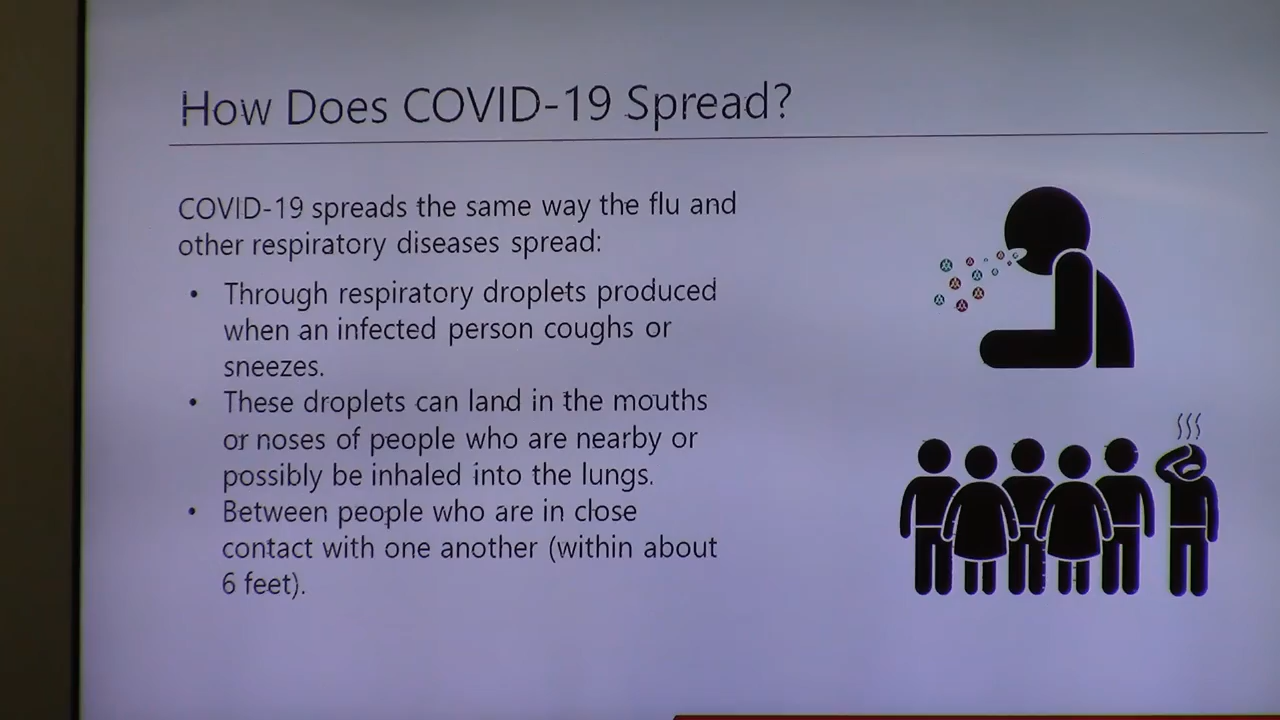 How Does COVID-19 Spread?
COVID-19 spreads the same way the flu and
other respiratory diseases spread:
• Through respiratory droplets produced
when an infected person coughs or
sneezes.
• These droplets can land in the mouths
or noses of people who are nearby or
possibly be inhaled into the lungs.
• Between people who are in close
contact with one another (within about
6 feet).